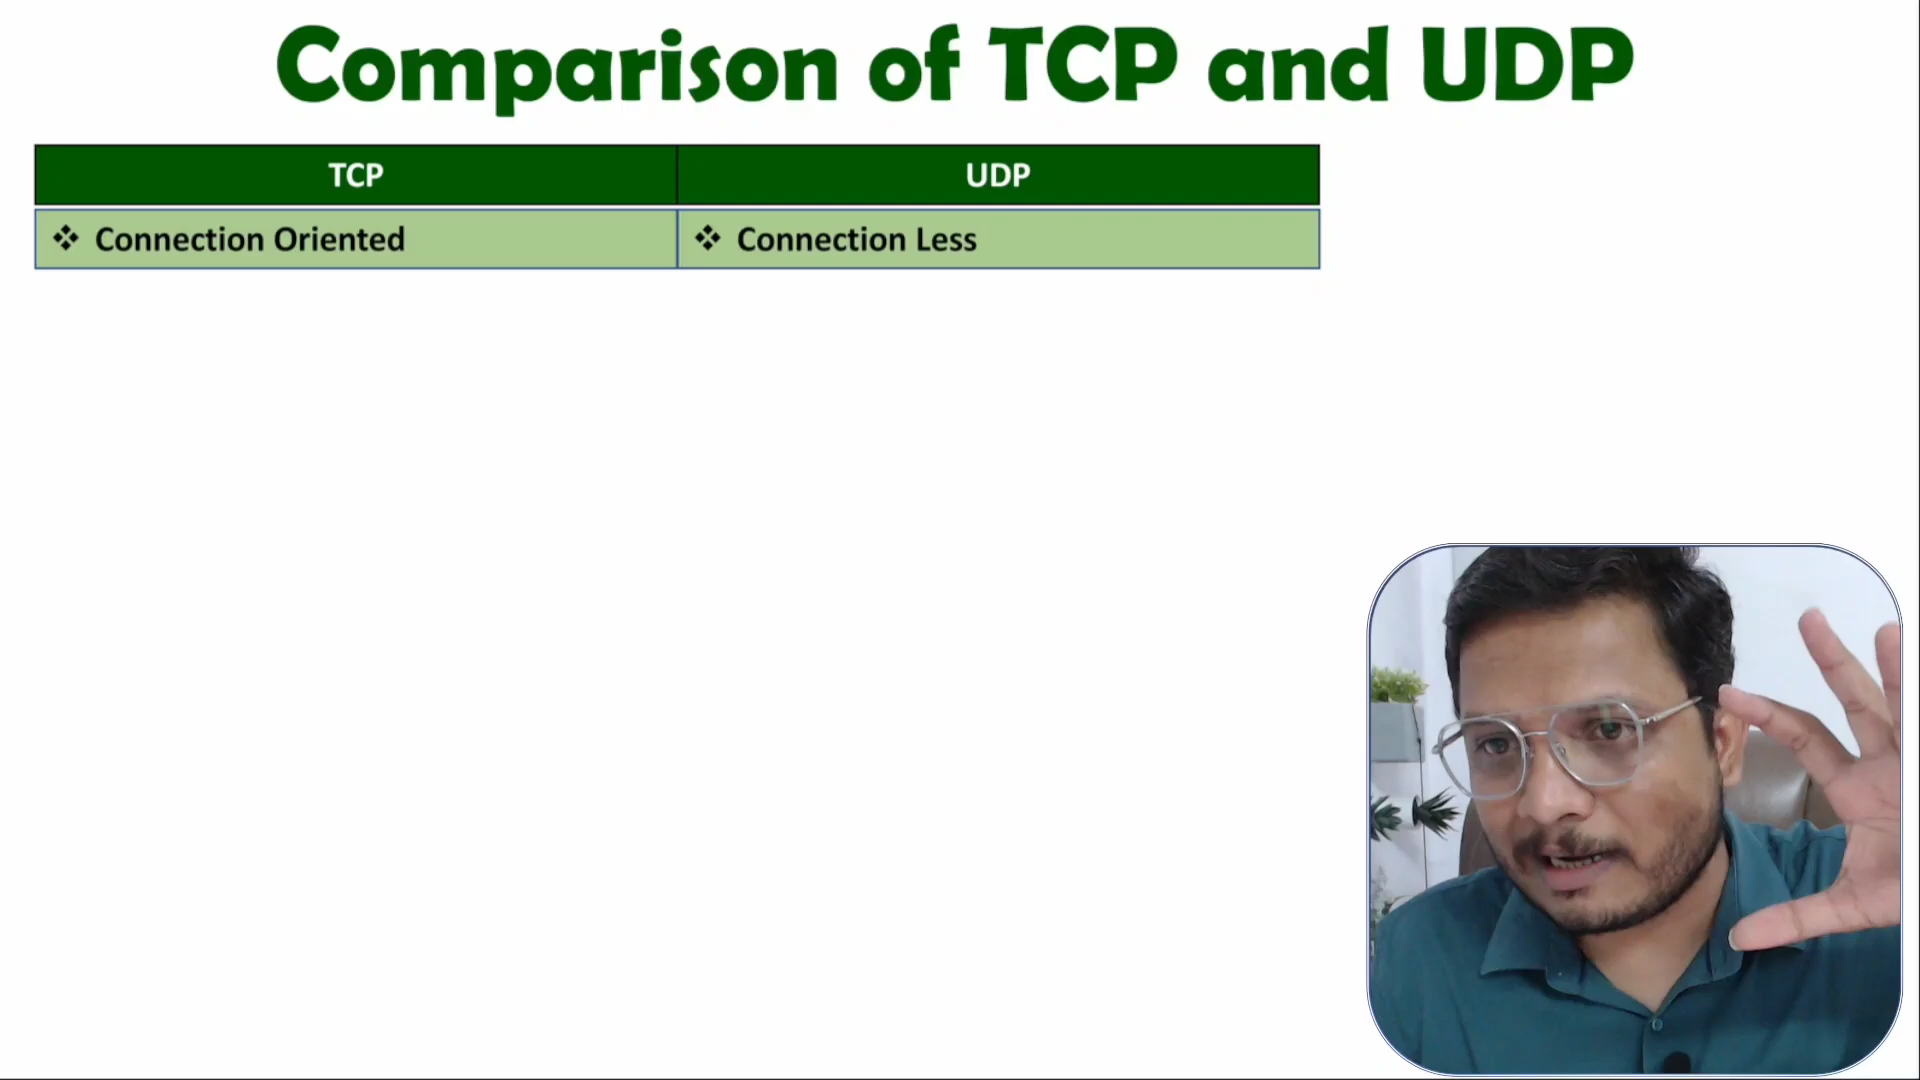 Comparison of TCP and UDP
TCP UDP
❖ Connection Oriented ❖ Connection Less